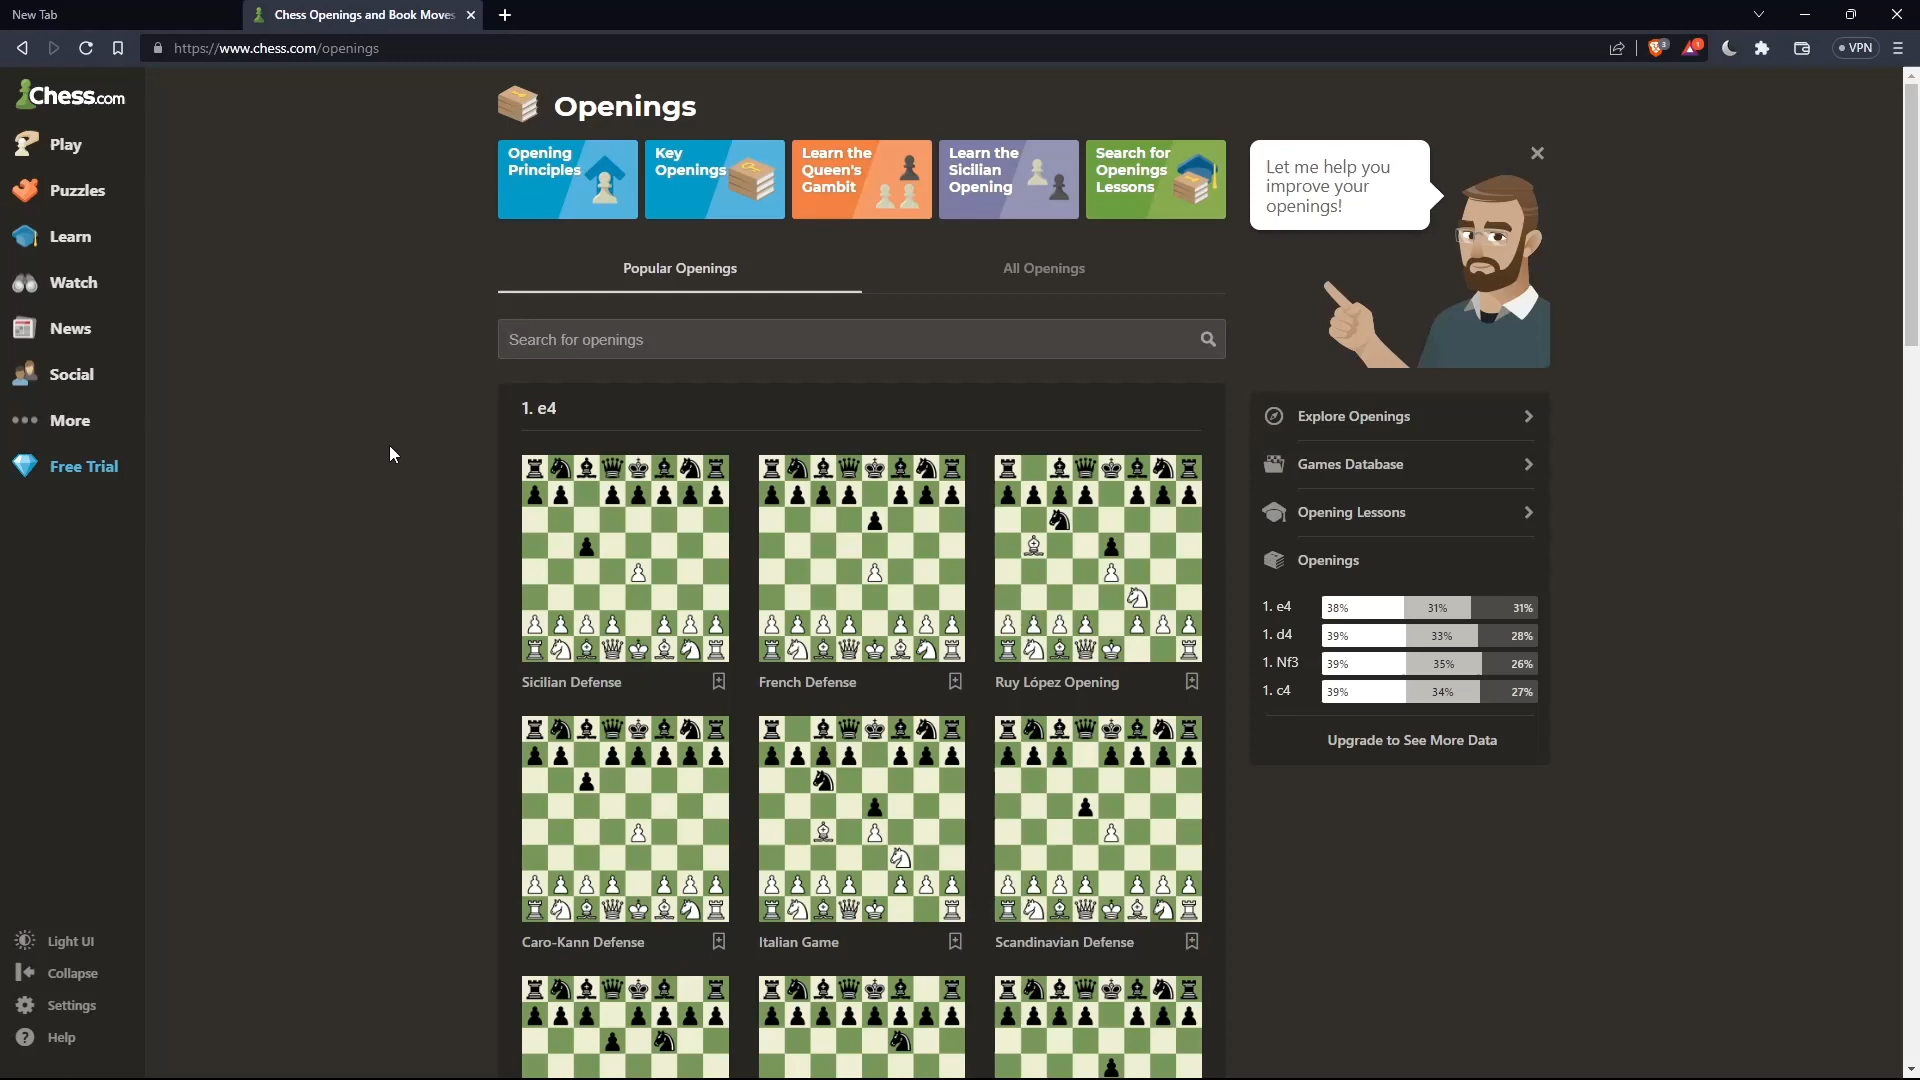 New Tab
Chess Openings and Book Moves
https://www.chess.com/openings
3
1
VPN
Chess.com
Play
Puzzles
Learn
Watch
News
Social
More
Free Trial
Light UI
Collapse
Settings
Help
Openings
Opening
Principles
Key
Openings
Learn the
Queen's
Gambit
Learn the
Sicilian
Opening
Search for
Openings
Lessons
Popular Openings
All Openings
Search for openings
1. e4
Sicilian Defense
French Defense
Ruy López Opening
Caro-Kann Defense
Italian Game
Scandinavian Defense
Let me help you
improve your
openings!
Explore Openings
Games Database
Opening Lessons
Openings
1. e4 38% 31% 31%
1. d4 39% 33% 28%
1. Nf3 39% 35% 26%
1. c4 39% 34% 27%
Upgrade to See More Data